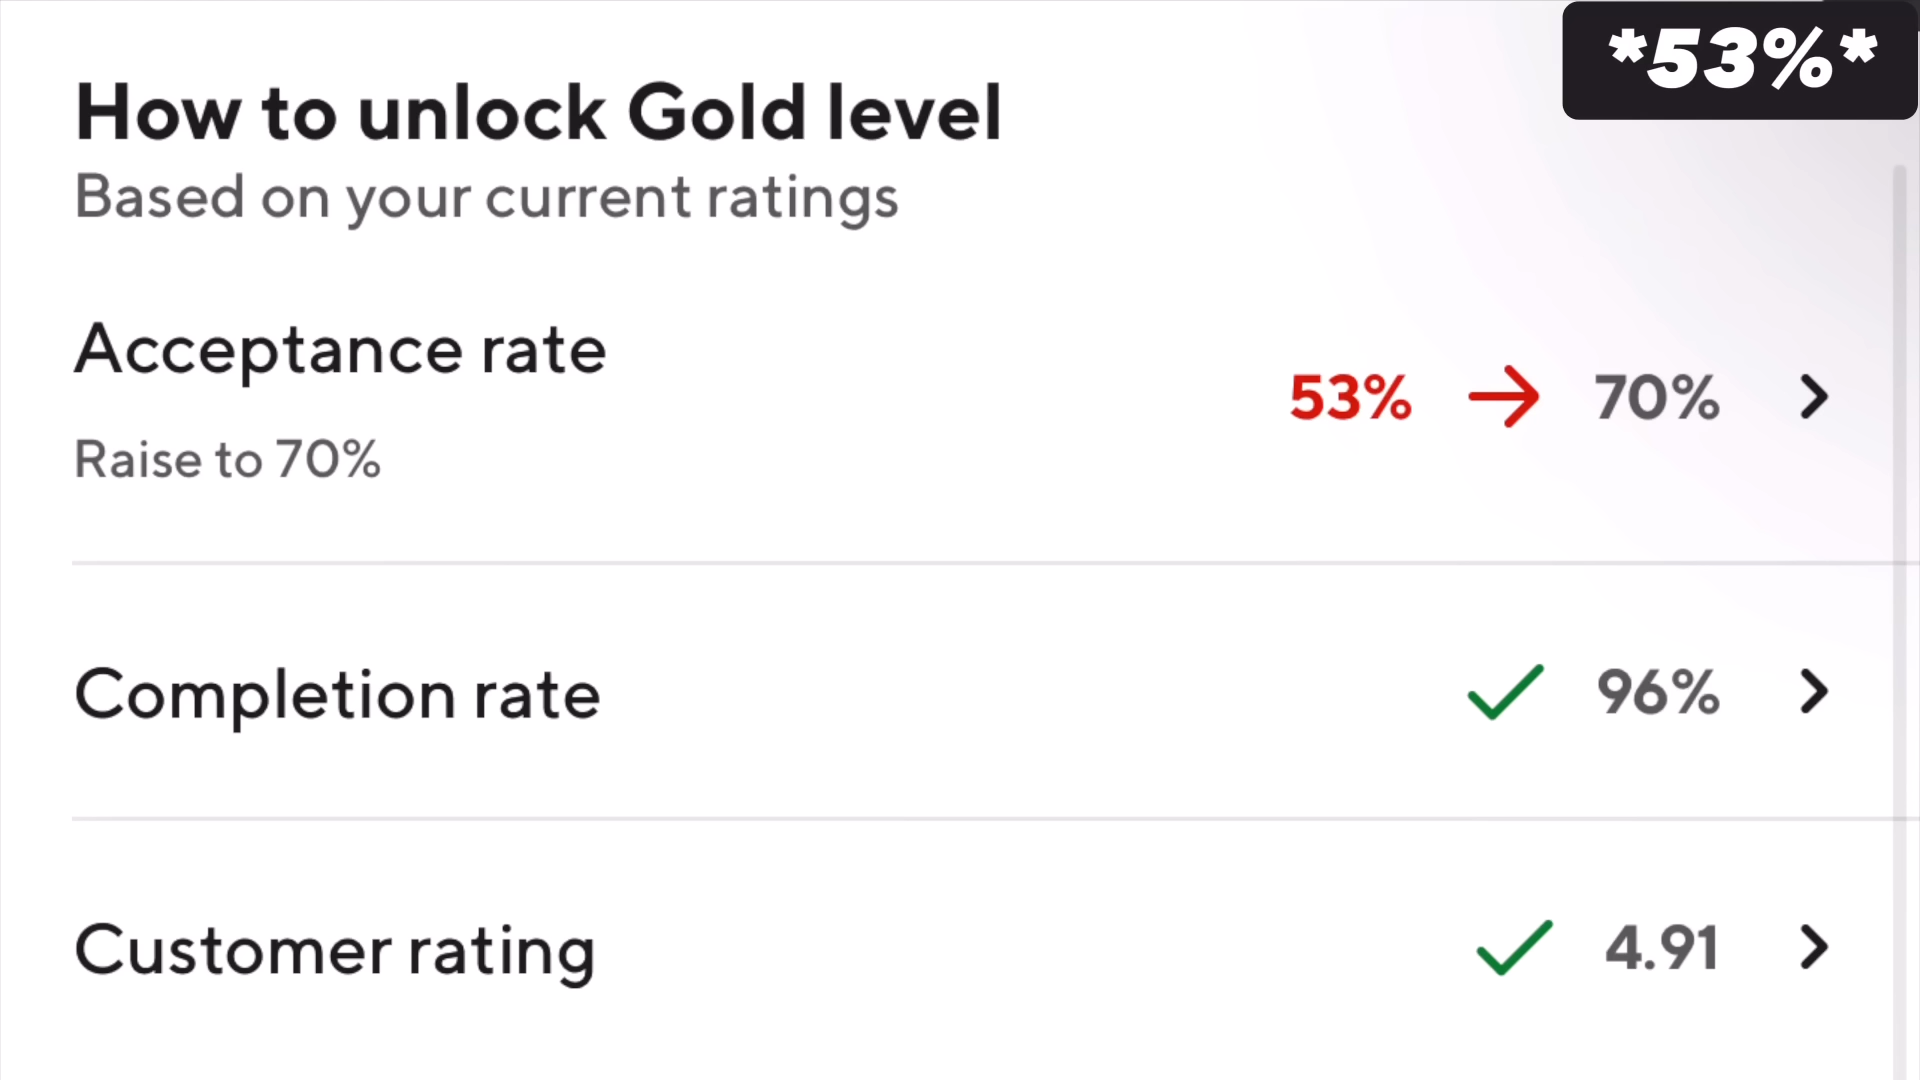 *53%*
How to unlock Gold level
Based on your current ratings
Acceptance rate
53% → 70%
Raise to 70%
Completion rate
96%
Customer rating
4.91